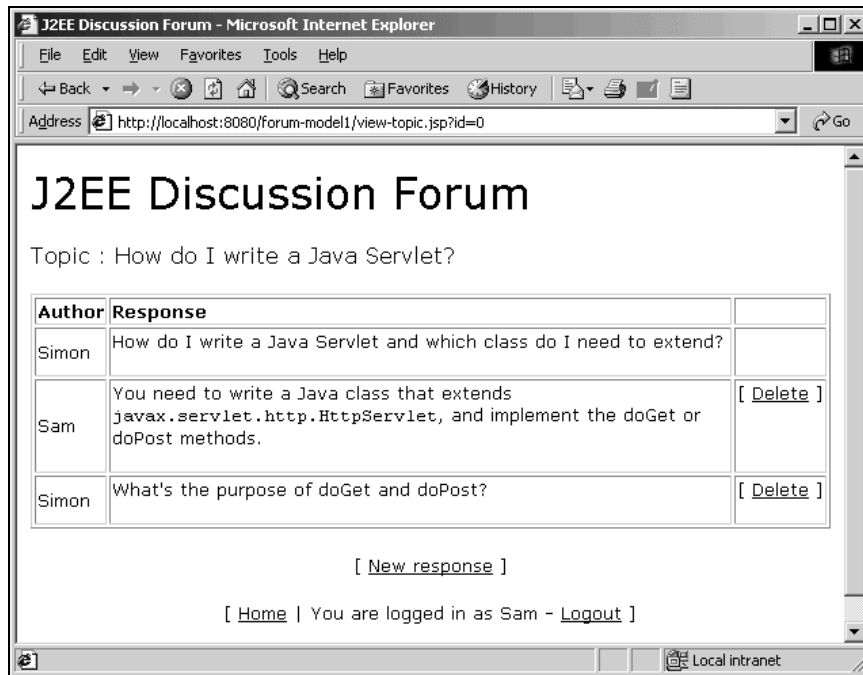 J2EE Discussion Forum - Microsoft Internet Explorer
File Edit View Favorites Tools Help
Back Search Favorites History
Address http://localhost:8080/forum-model1/view-topic.jsp?id=0 Go
J2EE Discussion Forum
Topic : How do I write a Java Servlet?
Author Response
Simon How do I write a Java Servlet and which class do I need to extend?
You need to write a Java class that extends [ Delete ]
Sam javax.servlet.http.HttpServlet, and implement the doGet or
doPost methods.
Simon What's the purpose of doGet and doPost? [ Delete ]
[ New response ]
[ Home | You are logged in as Sam - Logout ]
Local intranet